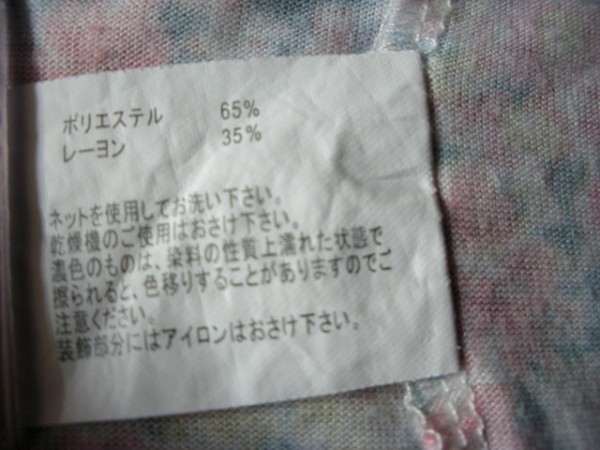 ポリエステル 65%
レーヨン 35%
ネットを使用してお洗い下さい。
乾燥機のご使用はおさけ下さい。
濃色のものは、染料の性質上濡れた状態で
擦られると、色移りすることがありますのでご
注意ください。
装飾部分にはアイロンはおさけ下さい。